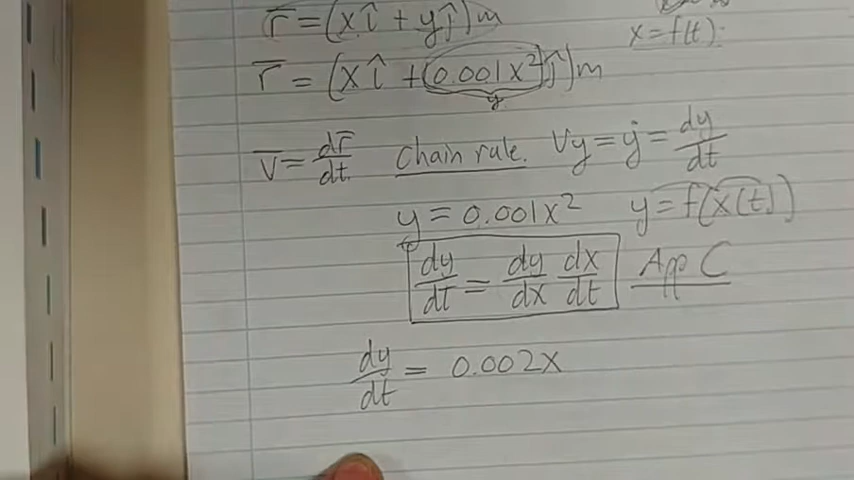 r̅ = (x î + y ĵ) m
x = f(t).
r̅ = (x î + (0.001x²) ĵ) m
y
v̅ = dr̅/dt Chain rule. Vy = ẏ = dy/dt
y = 0.001x² y = f(x(t))
dy/dt = dy/dx dx/dt App C
dy/dt = 0.002x